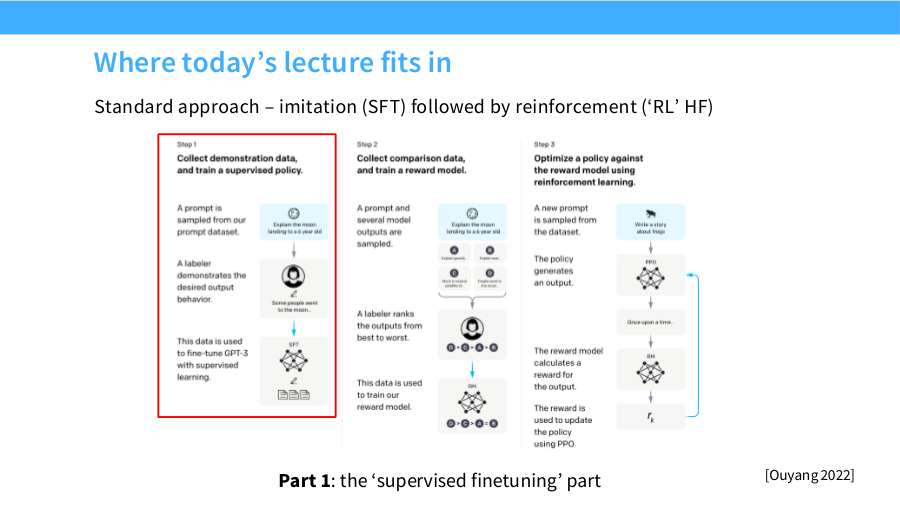 Where today's lecture fits in
Standard approach – imitation (SFT) followed by reinforcement ('RL' HF)
Step 1
Collect demonstration data,
and train a supervised policy.
A prompt is
sampled from our
prompt dataset.
Explain the moon
landing to a 6 year old
A labeler
demonstrates the
desired output
behavior.
Some people went
to the moon...
This data is used
to fine-tune GPT-3
with supervised
learning.
SFT
Step 2
Collect comparison data,
and train a reward model.
A prompt and
several model
outputs are
sampled.
Explain the moon
landing to a 6 year old
A
B
C
D
A labeler ranks
the outputs from
best to worst.
D > C > A = B
This data is used
to train our
reward model.
RM
D > C > A = B
Step 3
Optimize a policy against
the reward model using
reinforcement learning.
A new prompt
is sampled from
the dataset.
Write a story
about frogs
The policy
generates
an output.
PPO
Once upon a time...
The reward model
calculates a
reward for
the output.
RM
The reward is
used to update
the policy
using PPO.
rk
Part 1: the 'supervised finetuning' part
[Ouyang 2022]